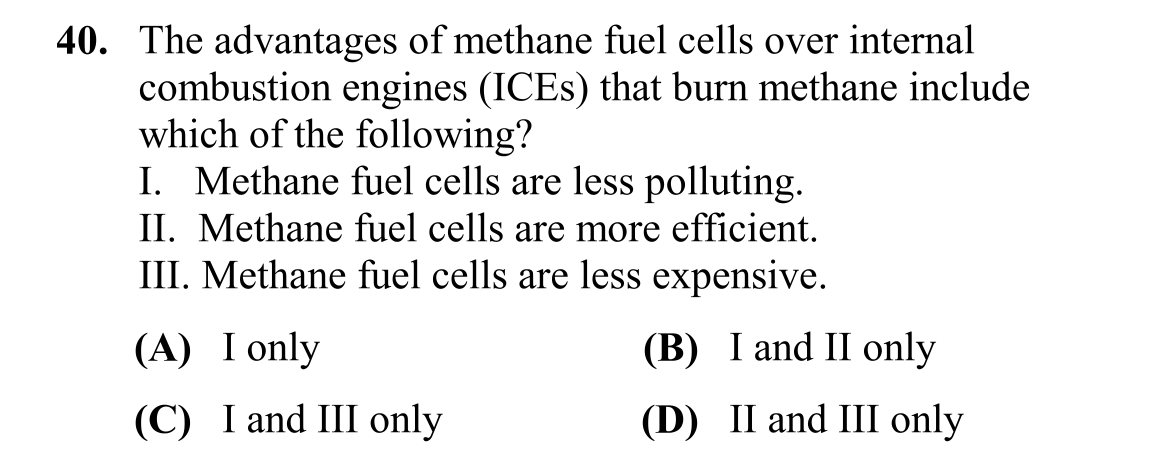 40. The advantages of methane fuel cells over internal
combustion engines (ICEs) that burn methane include
which of the following?
I. Methane fuel cells are less polluting.
II. Methane fuel cells are more efficient.
III. Methane fuel cells are less expensive.
(A) I only (B) I and II only
(C) I and III only (D) II and III only